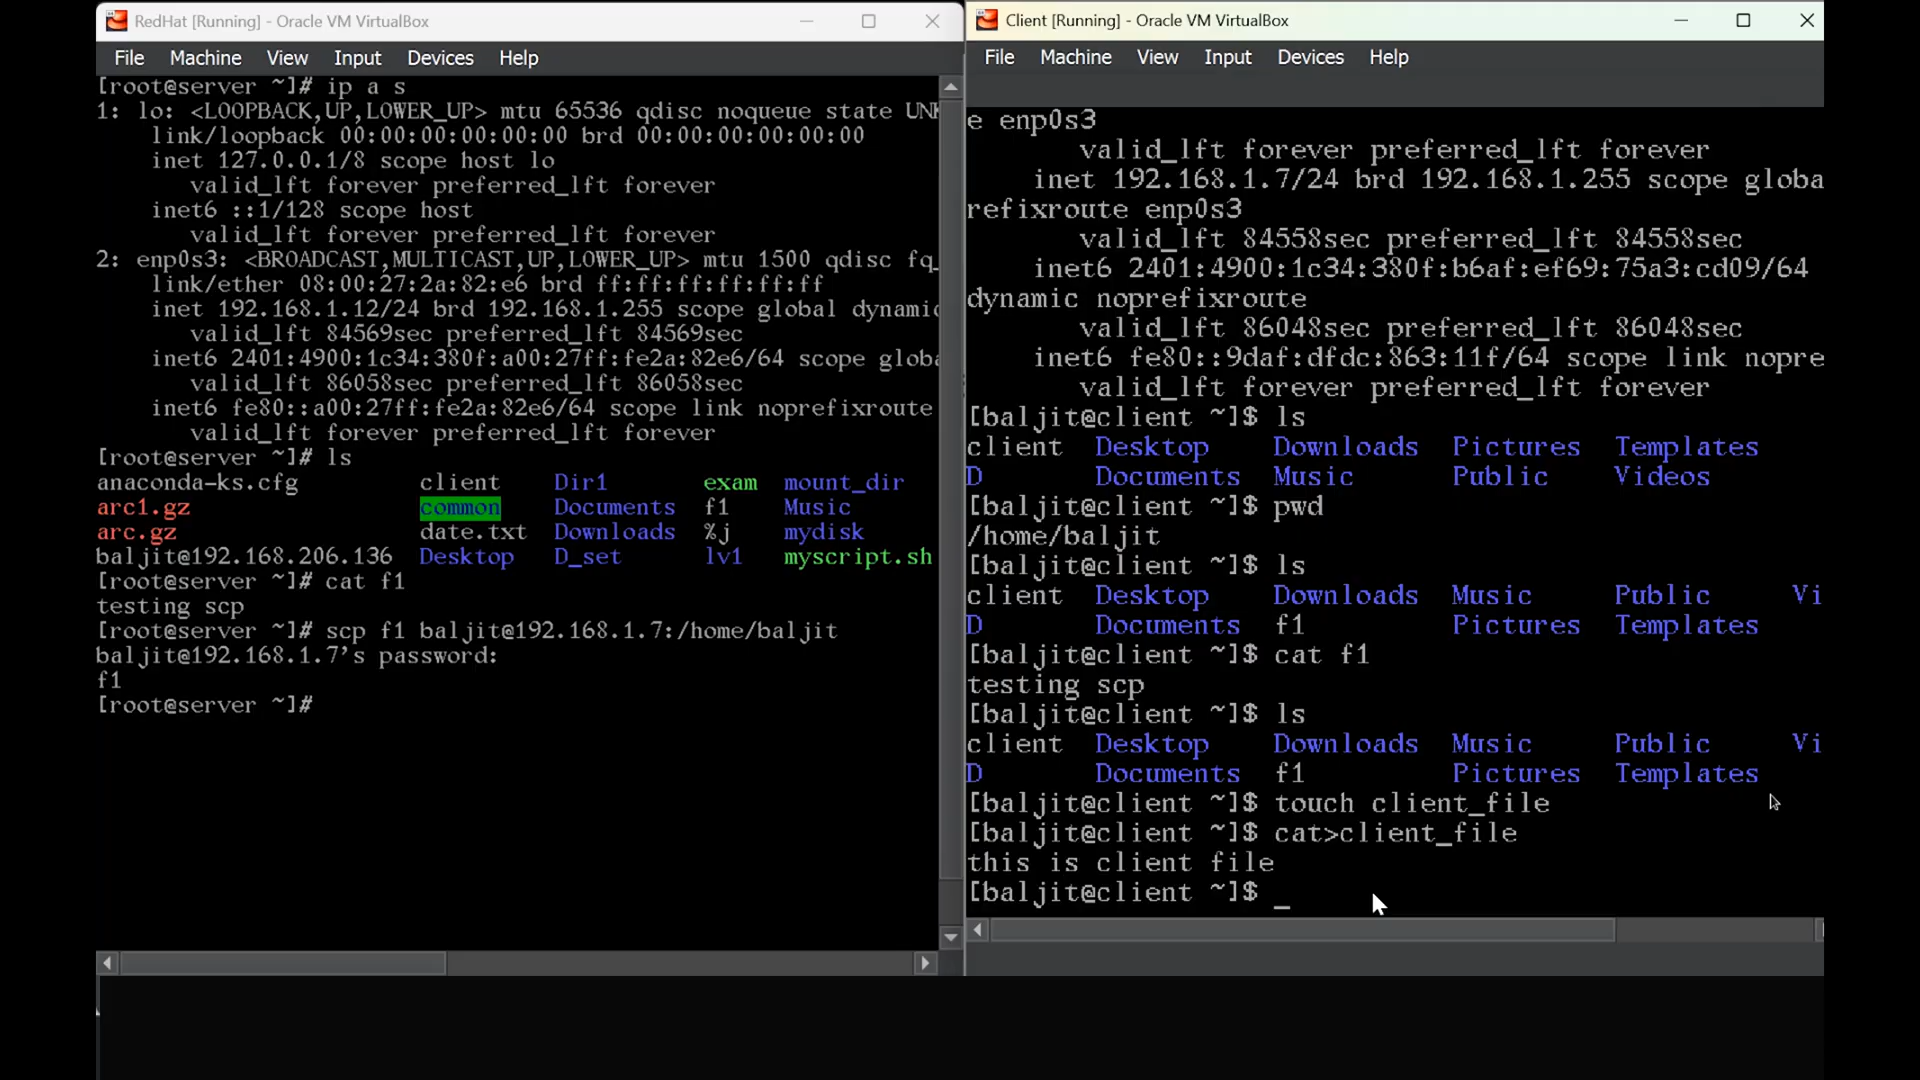 RedHat [Running] - Oracle VM VirtualBox
File Machine View Input Devices Help
[root@server ~]# ip a s
1: lo: <LOOPBACK,UP,LOWER_UP> mtu 65536 qdisc noqueue state UNK
link/loopback 00:00:00:00:00:00 brd 00:00:00:00:00:00
inet 127.0.0.1/8 scope host lo
valid_lft forever preferred_lft forever
inet6 ::1/128 scope host
valid_lft forever preferred_lft forever
2: enp0s3: <BROADCAST,MULTICAST,UP,LOWER_UP> mtu 1500 qdisc fq_
link/ether 08:00:27:2a:82:e6 brd ff:ff:ff:ff:ff:ff
inet 192.168.1.12/24 brd 192.168.1.255 scope global dynamic
valid_lft 84569sec preferred_lft 84569sec
inet6 2401:4900:1c34:380f:a00:27ff:fe2a:82e6/64 scope globa
valid_lft 86058sec preferred_lft 86058sec
inet6 fe80::a00:27ff:fe2a:82e6/64 scope link noprefixroute
valid_lft forever preferred_lft forever
[root@server ~]# ls
anaconda-ks.cfg client Dir1 exam mount_dir
arc1.gz common Documents f1 Music
arc.gz date.txt Downloads %j mydisk
baljit@192.168.206.136 Desktop D_set lv1 myscript.sh
[root@server ~]# cat f1
testing scp
[root@server ~]# scp f1 baljit@192.168.1.7:/home/baljit
baljit@192.168.1.7's password:
f1
[root@server ~]#
Client [Running] - Oracle VM VirtualBox
File Machine View Input Devices Help
e enp0s3
valid_lft forever preferred_lft forever
inet 192.168.1.7/24 brd 192.168.1.255 scope globa
refixroute enp0s3
valid_lft 84558sec preferred_lft 84558sec
inet6 2401:4900:1c34:380f:b6af:ef69:75a3:cd09/64
dynamic noprefixroute
valid_lft 86048sec preferred_lft 86048sec
inet6 fe80::9daf:dfdc:863:11f/64 scope link nopre
valid_lft forever preferred_lft forever
[baljit@client ~]$ ls
client Desktop Downloads Pictures Templates
D Documents Music Public Videos
[baljit@client ~]$ pwd
/home/baljit
[baljit@client ~]$ ls
client Desktop Downloads Music Public Vi
D Documents f1 Pictures Templates
[baljit@client ~]$ cat f1
testing scp
[baljit@client ~]$ ls
client Desktop Downloads Music Public Vi
D Documents f1 Pictures Templates
[baljit@client ~]$ touch client_file
[baljit@client ~]$ cat>client_file
this is client file
[baljit@client ~]$ _